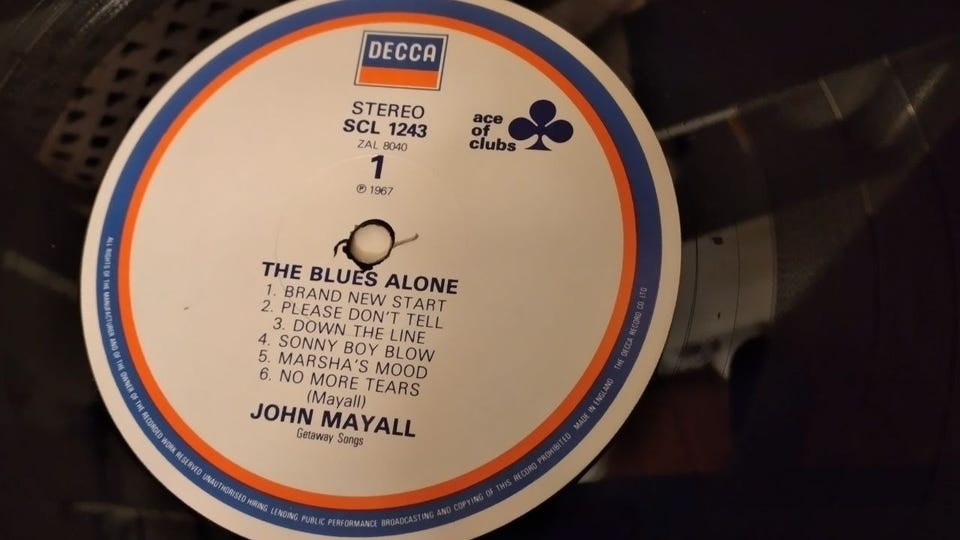 DECCA
STEREO
SCL 1243
ZAL 8040
1
℗ 1967
ace
of
clubs
THE BLUES ALONE
1. BRAND NEW START
2. PLEASE DON'T TELL
3. DOWN THE LINE
4. SONNY BOY BLOW
5. MARSHA'S MOOD
6. NO MORE TEARS
(Mayall)
JOHN MAYALL
Getaway Songs
ALL RIGHTS OF THE MANUFACTURER AND OF THE OWNER OF THE RECORDED WORK RESERVED UNAUTHORISED HIRING LENDING PUBLIC PERFORMANCE BROADCASTING AND COPYING OF THIS RECORD PROHIBITED MADE IN ENGLAND THE DECCA RECORD CO LTD